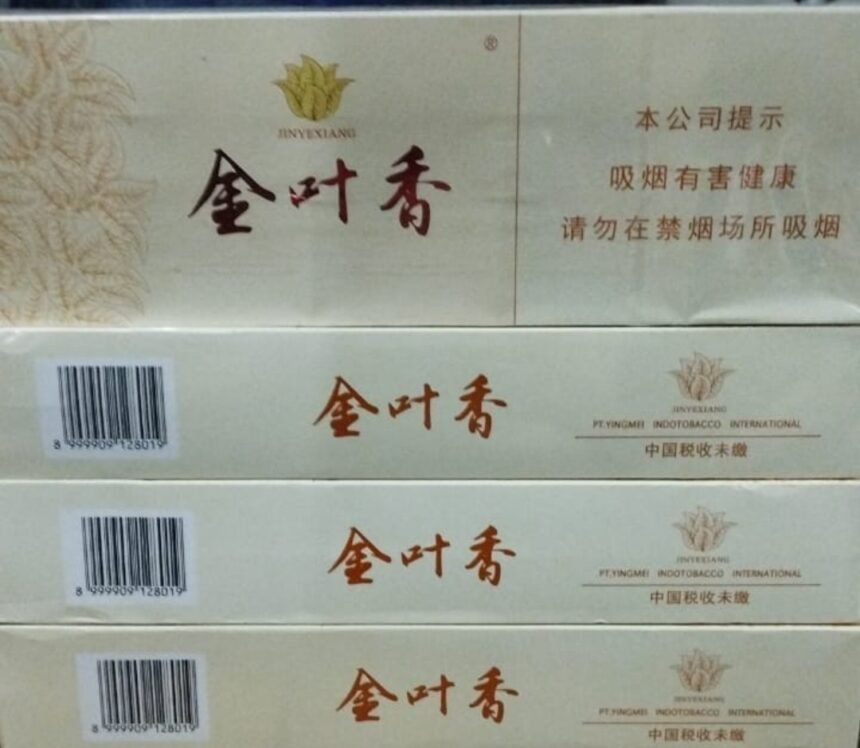 ®
JINYEXIANG
金叶香
本公司提示
吸烟有害健康
请勿在禁烟场所吸烟
8 999909 128019
金叶香
JINYEXIANG
PT.YINGMEI INDOTOBACCO INTERNATIONAL
中国税收未缴
8 999909 128019
金叶香
JINYEXIANG
PT.YINGMEI INDOTOBACCO INTERNATIONAL
中国税收未缴
8 999909 128019
金叶香
JINYEXIANG
PT.YINGMEI INDOTOBACCO INTERNATIONAL
中国税收未缴